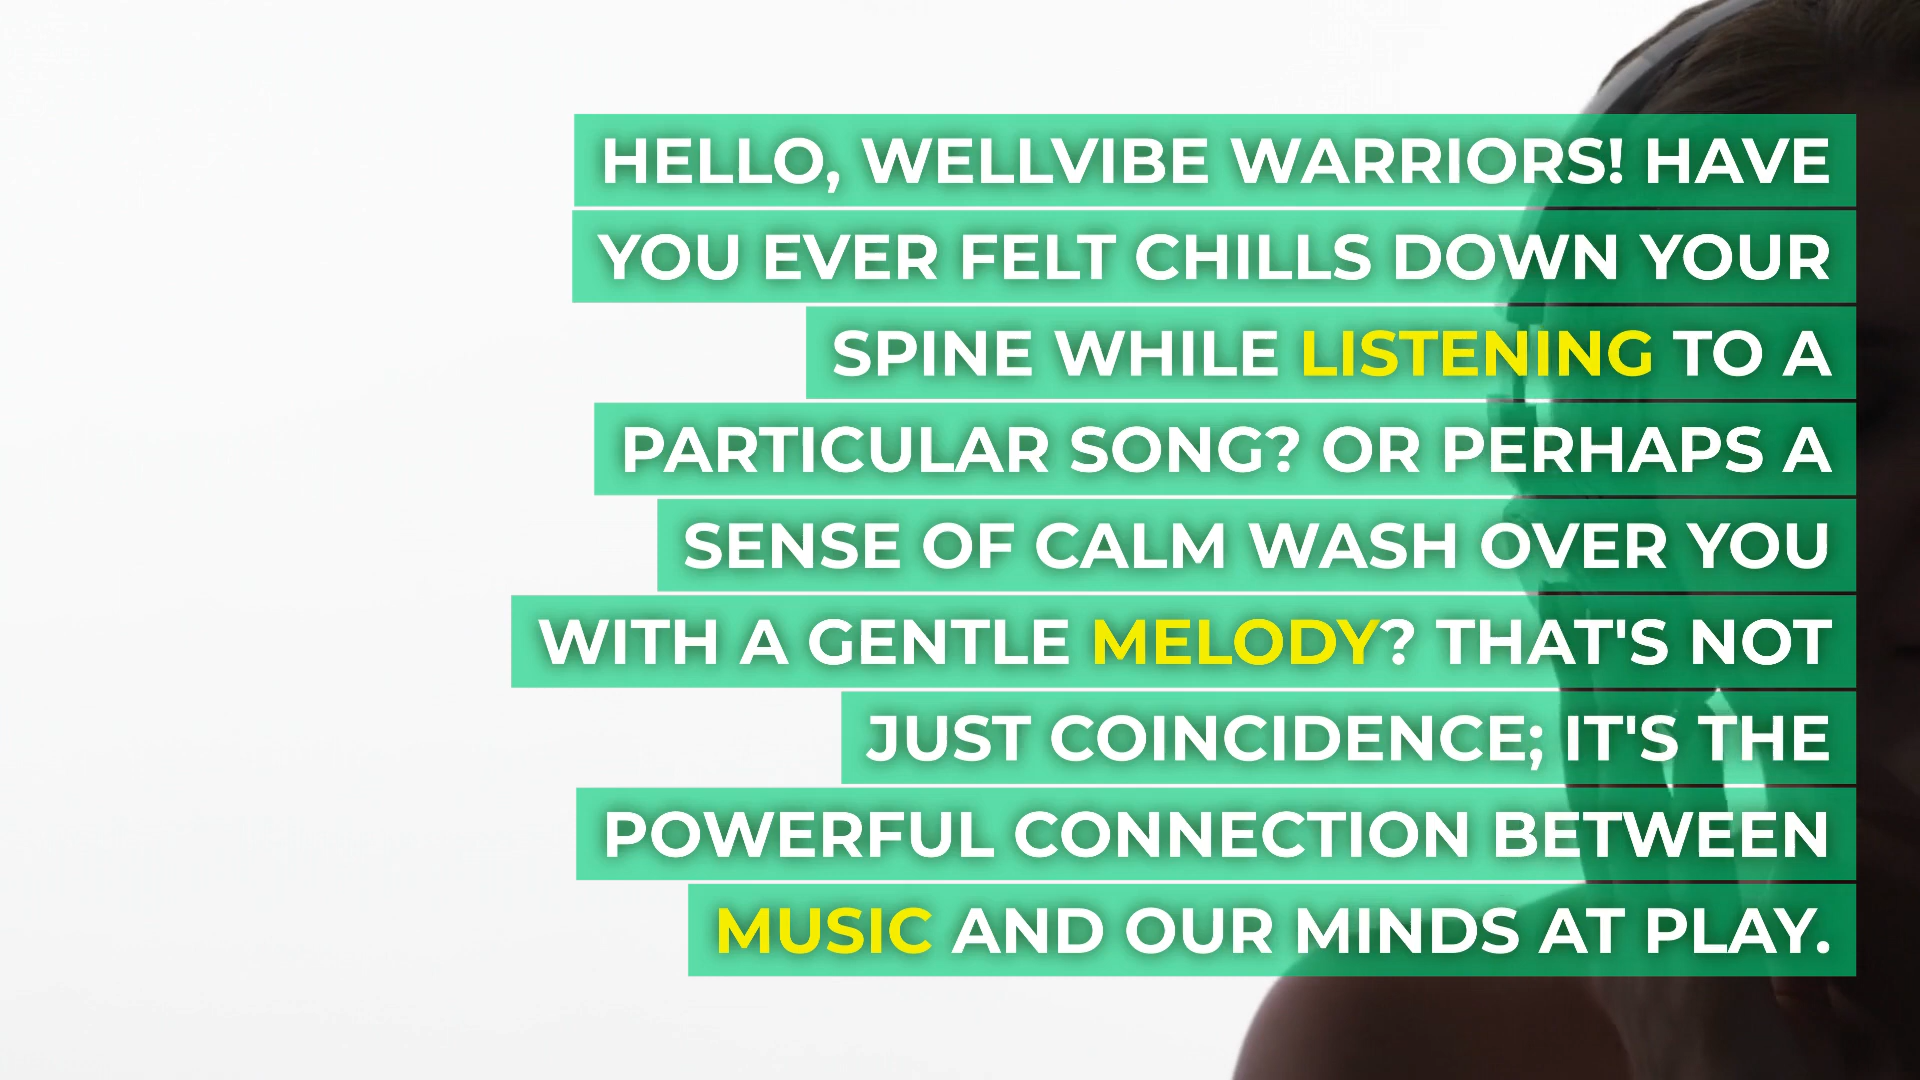 HELLO, WELLVIBE WARRIORS! HAVE
YOU EVER FELT CHILLS DOWN YOUR
SPINE WHILE LISTENING TO A
PARTICULAR SONG? OR PERHAPS A
SENSE OF CALM WASH OVER YOU
WITH A GENTLE MELODY? THAT'S NOT
JUST COINCIDENCE; IT'S THE
POWERFUL CONNECTION BETWEEN
MUSIC AND OUR MINDS AT PLAY.